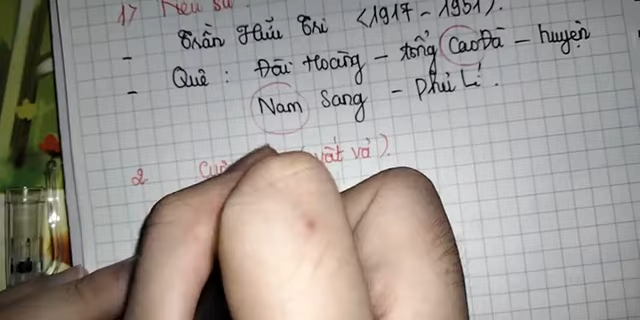 1) Tiểu sử
- Trần Hữu Tri <1917 - 1951).
- Quê : Đại Hoàng - tổng Cao Đà - huyện
Nam Sang - Phủ Lí.
2 (vất vả).